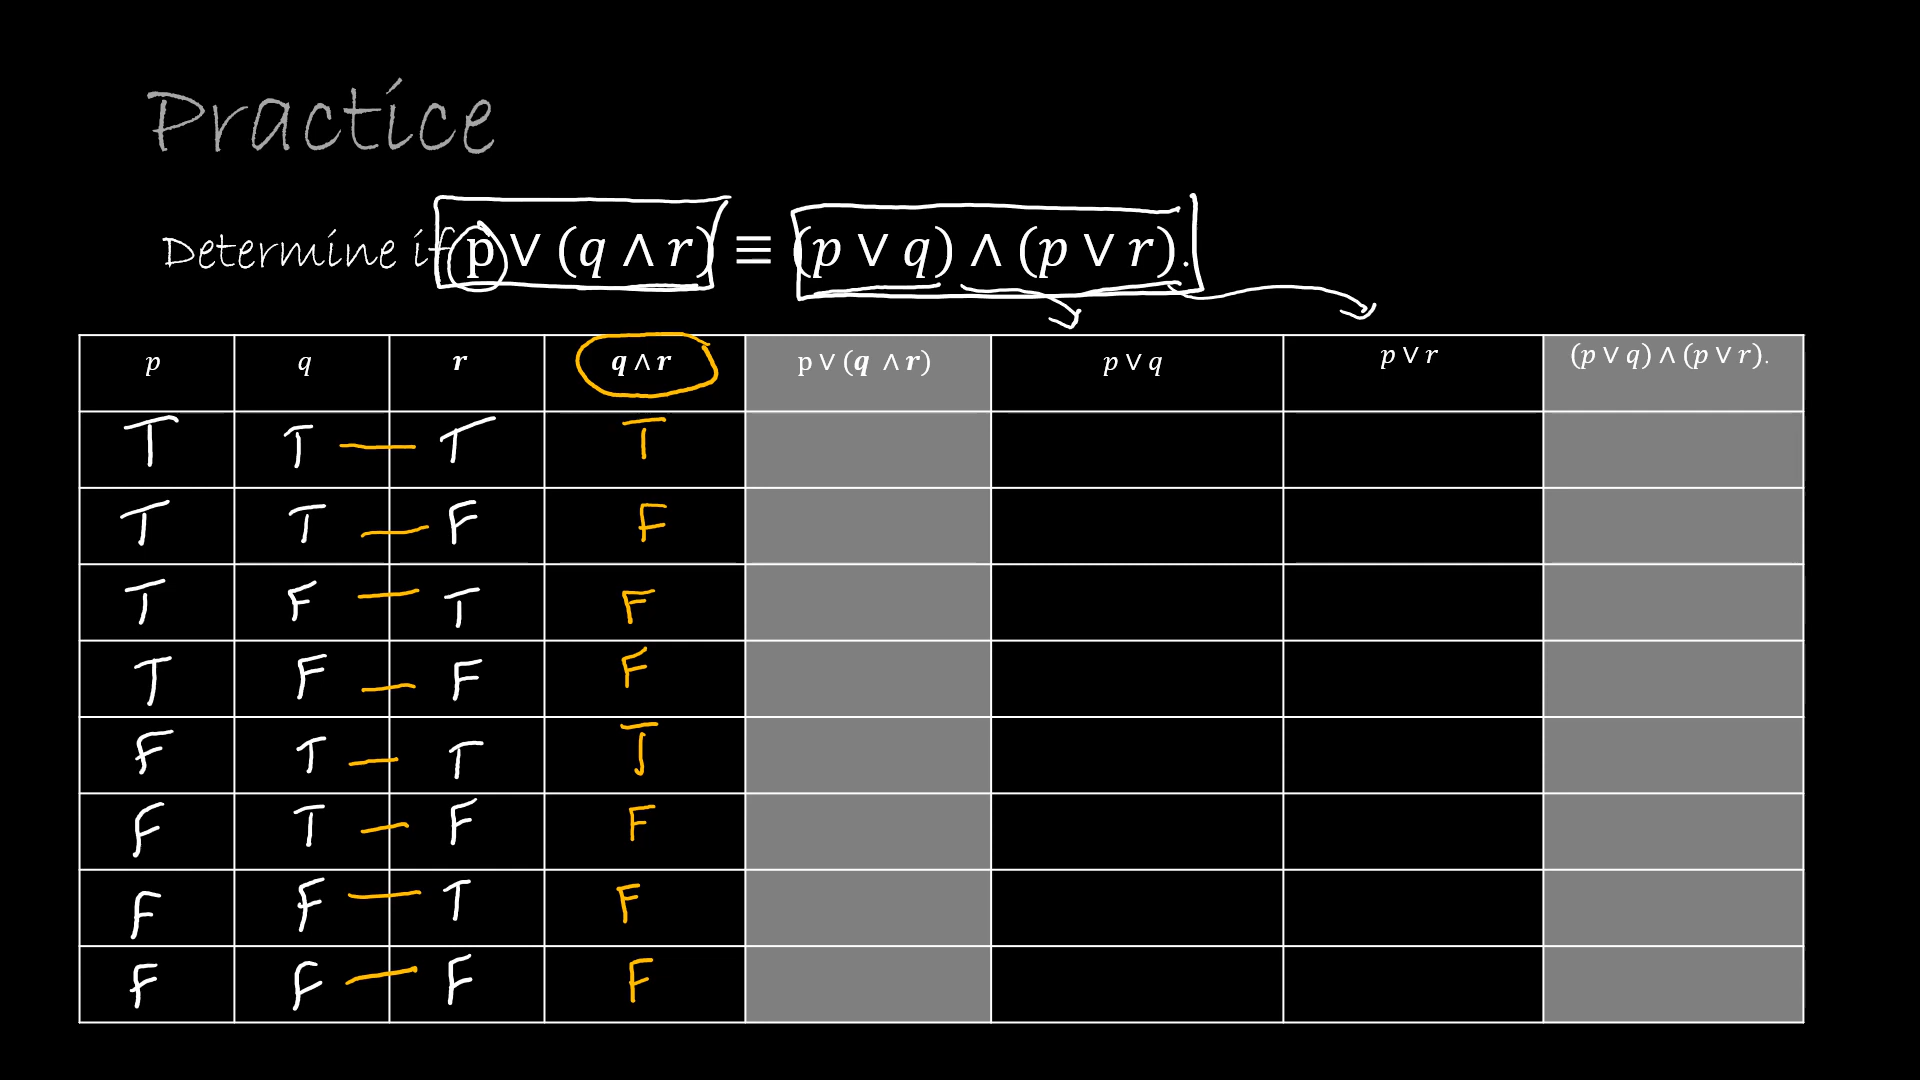 Practice
Determine if p ∨ (q ∧ r) ≡ (p ∨ q) ∧ (p ∨ r).
p q r q ∧ r p ∨ (q ∧ r) p ∨ q p ∨ r (p ∨ q) ∧ (p ∨ r).
T T T T
T T F F
T F T F
T F F F
F T T T
F T F F
F F T F
F F F F